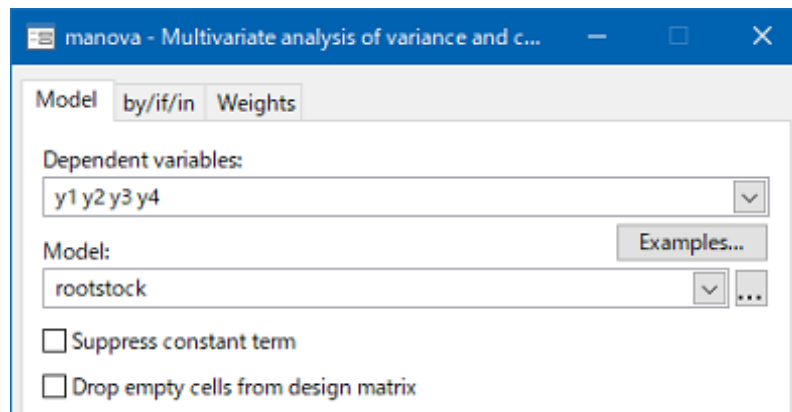 manova - Multivariate analysis of variance and c...
Model by/if/in Weights
Dependent variables:
y1 y2 y3 y4
Examples...
Model:
rootstock
...
Suppress constant term
Drop empty cells from design matrix